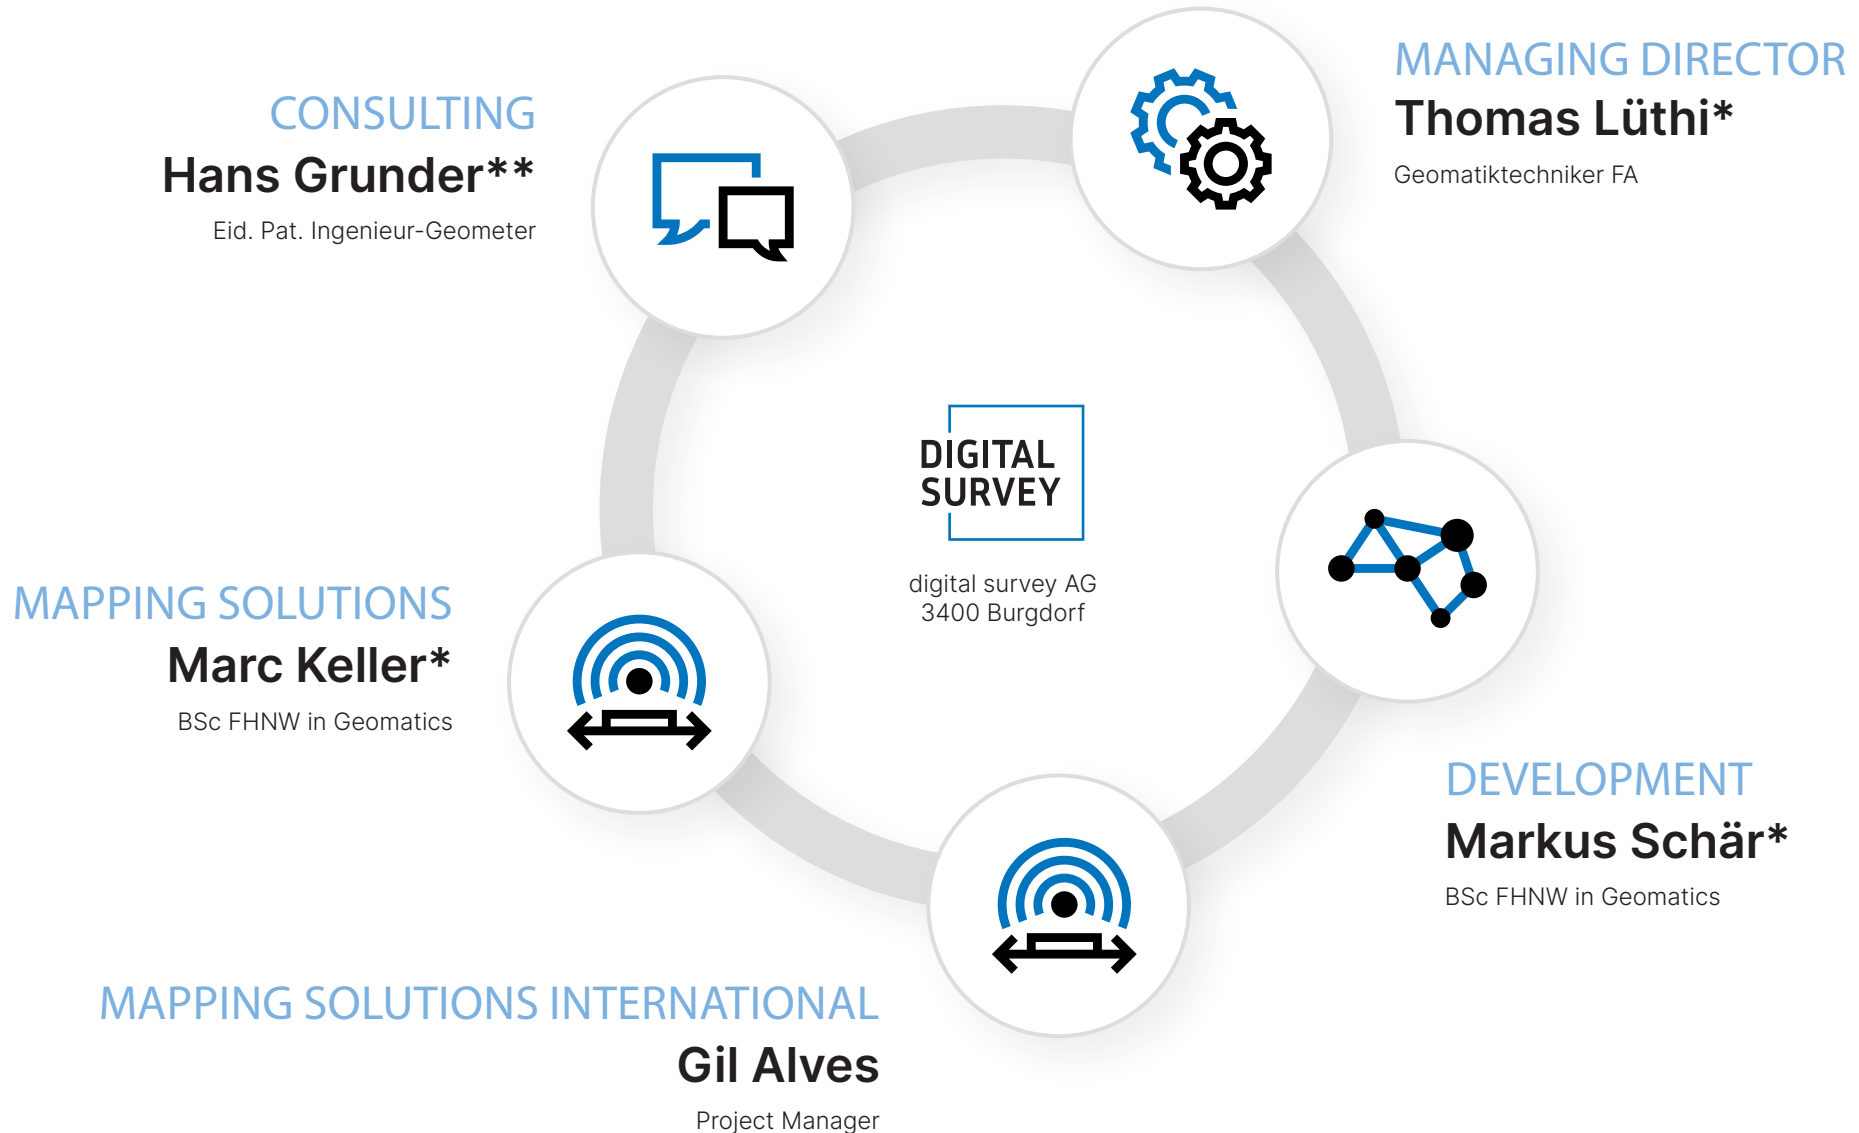 MANAGING DIRECTOR
Thomas Lüthi*
Geomatiktechniker FA
CONSULTING
Hans Grunder**
Eid. Pat. Ingenieur-Geometer
DIGITAL
SURVEY
digital survey AG
3400 Burgdorf
MAPPING SOLUTIONS
Marc Keller*
BSc FHNW in Geomatics
DEVELOPMENT
Markus Schär*
BSc FHNW in Geomatics
MAPPING SOLUTIONS INTERNATIONAL
Gil Alves
Project Manager